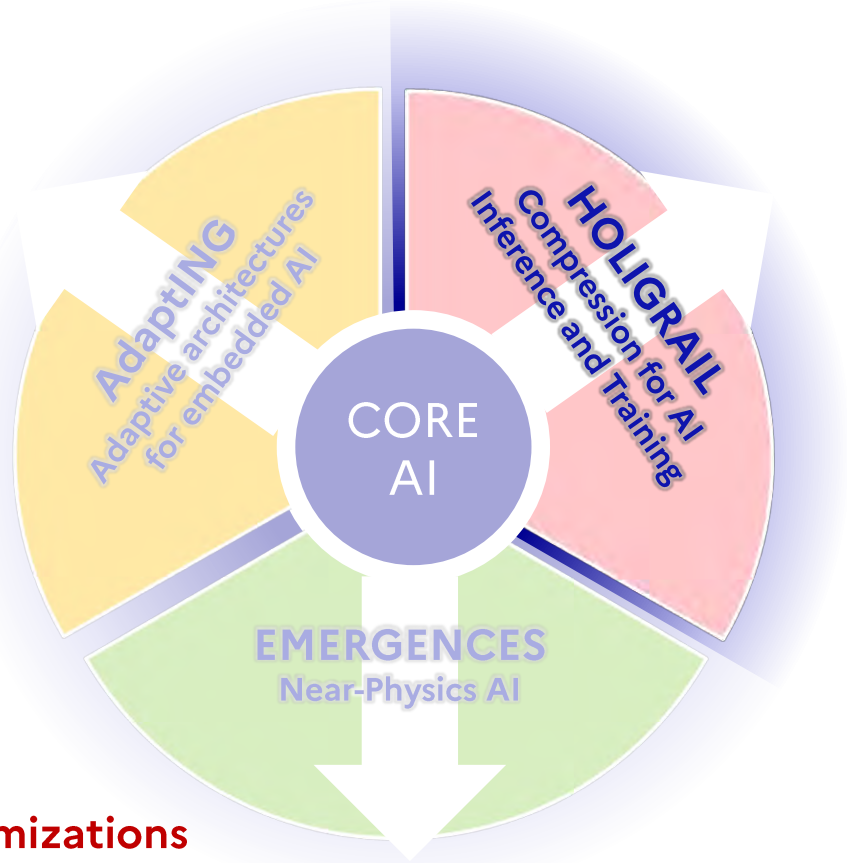 AdaptING
Adaptive architectures
for embedded AI
HOLIGRAIL
Compression for AI
Inference and Training
CORE
AI
EMERGENCES
Near-Physics AI
mizations